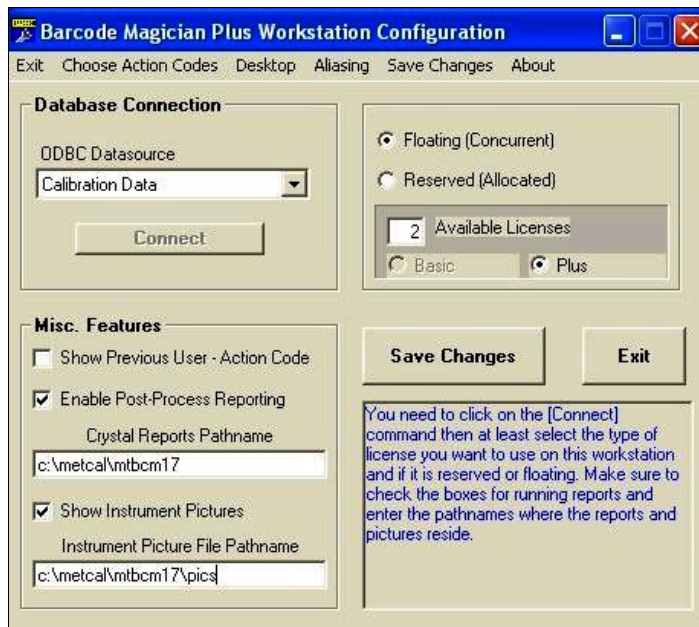 Barcode Magician Plus Workstation Configuration
Exit Choose Action Codes Desktop Aliasing Save Changes About
Database Connection
ODBC Datasource
Calibration Data
Connect
Floating (Concurrent)
Reserved (Allocated)
2 Available Licenses
Basic Plus
Misc. Features
Show Previous User - Action Code
Enable Post-Process Reporting
Crystal Reports Pathname
c:\metcal\mtbcm17
Show Instrument Pictures
Instrument Picture File Pathname
c:\metcal\mtbcm17\pics
Save Changes Exit
You need to click on the [Connect]
command then at least select the type of
license you want to use on this workstation
and if it is reserved or floating. Make sure to
check the boxes for running reports and
enter the pathnames where the reports and
pictures reside.